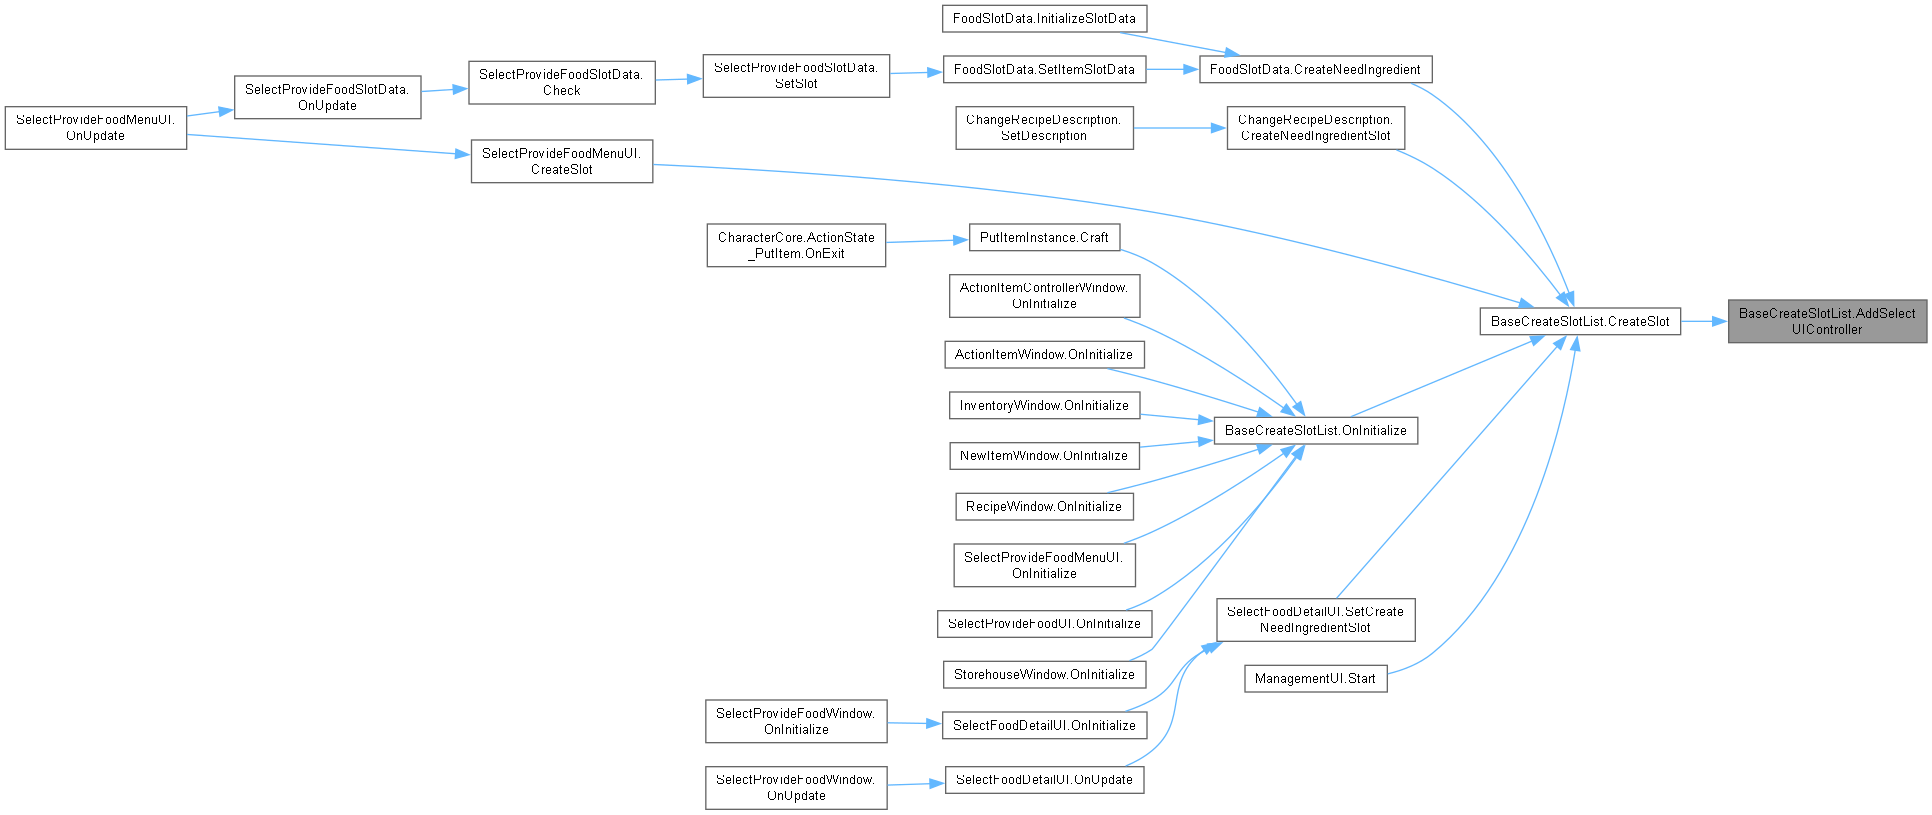 FoodSlotData.InitializeSlotData
FoodSlotData.CreateNeedIngredient
FoodSlotData.SetItemSlotData
SelectProvideFoodSlotData.
SetSlot
SelectProvideFoodSlotData.
Check
SelectProvideFoodSlotData.
OnUpdate
SelectProvideFoodMenuUI.
OnUpdate
ChangeRecipeDescription.
SetDescription
ChangeRecipeDescription.
CreateNeedIngredientSlot
SelectProvideFoodMenuUI.
CreateSlot
CharacterCore.ActionState
_PutItem.OnExit
PutItemInstance.Craft
ActionItemControllerWindow.
OnInitialize
BaseCreateSlotList.CreateSlot
BaseCreateSlotList.AddSelect
UIController
ActionItemWindow.OnInitialize
InventoryWindow.OnInitialize
BaseCreateSlotList.OnInitialize
NewItemWindow.OnInitialize
RecipeWindow.OnInitialize
SelectProvideFoodMenuUI.
OnInitialize
SelectProvideFoodUI.OnInitialize
SelectFoodDetailUI.SetCreate
NeedIngredientSlot
StorehouseWindow.OnInitialize
ManagementUI.Start
SelectProvideFoodWindow.
OnInitialize
SelectFoodDetailUI.OnInitialize
SelectProvideFoodWindow.
OnUpdate
SelectFoodDetailUI.OnUpdate